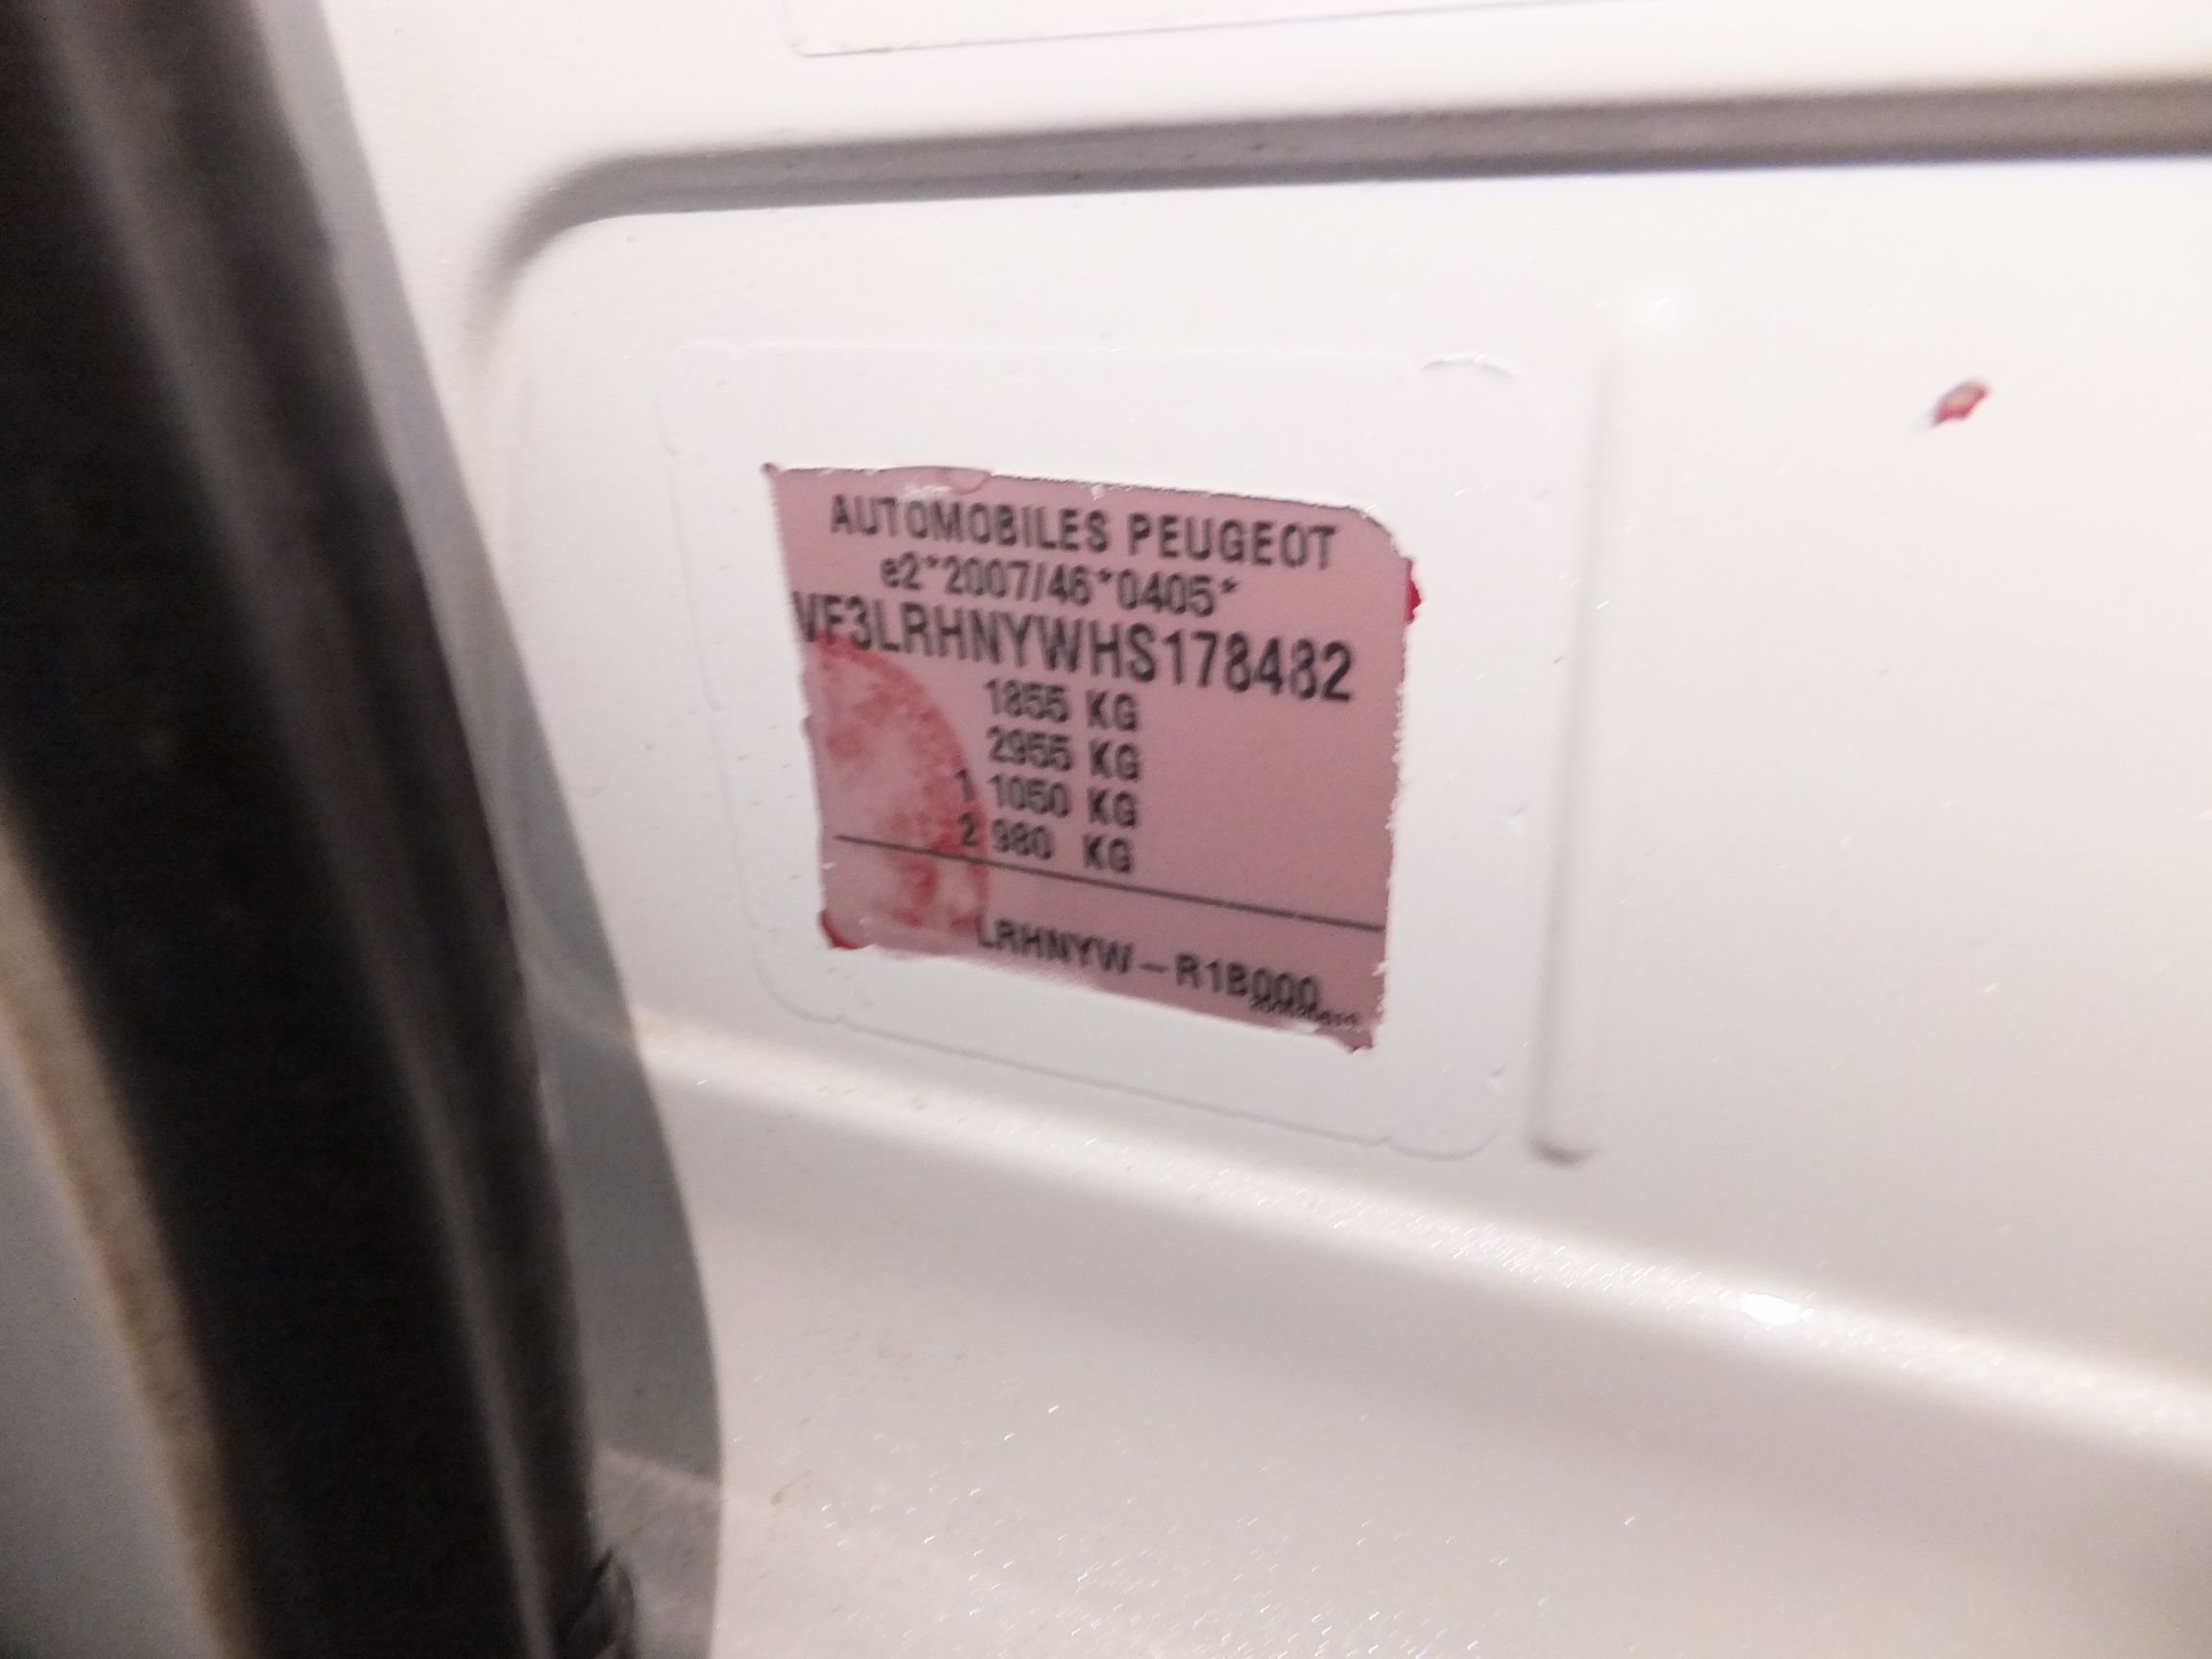 AUTOMOBILES PEUGEOT
e2*2007/46*0405*
VF3LRHNYWHS178482
1855 KG
2955 KG
1 1050 KG
2 980 KG
LRHNYW-R1B000